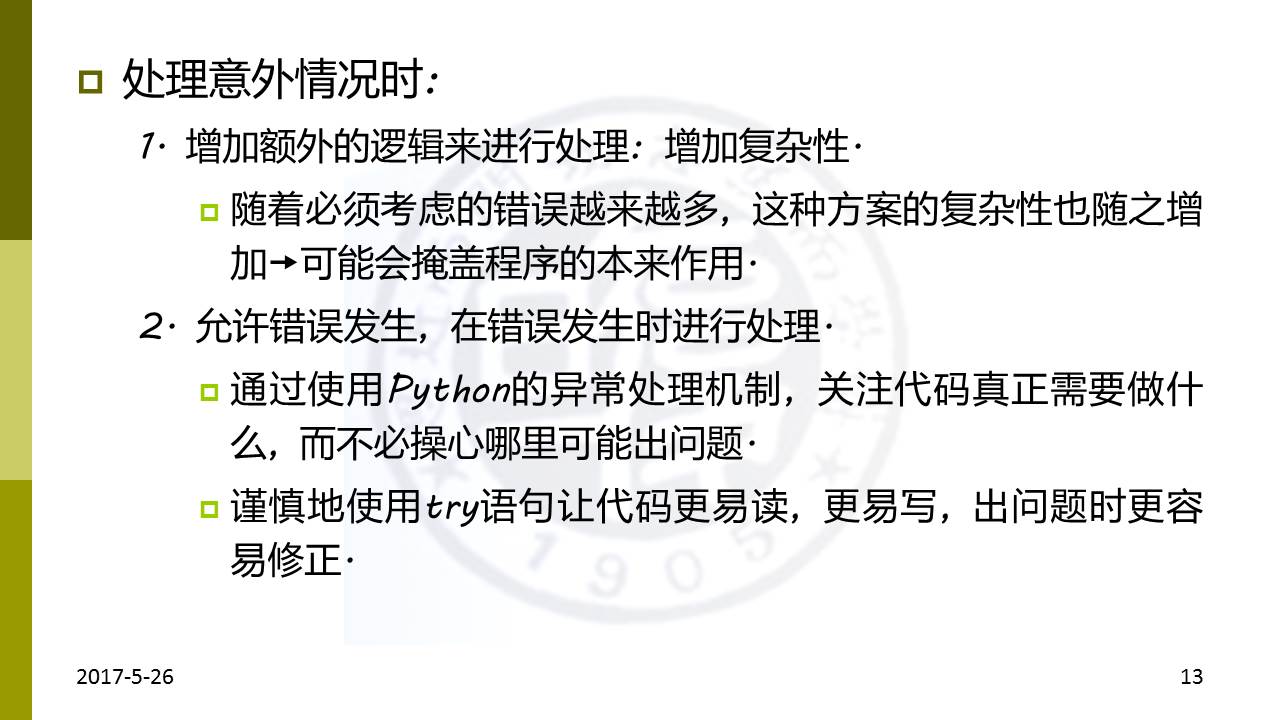 处理意外情况时:
1. 增加额外的逻辑来进行处理: 增加复杂性.
随着必须考虑的错误越来越多，这种方案的复杂性也随之增
加→可能会掩盖程序的本来作用.
2. 允许错误发生，在错误发生时进行处理.
通过使用Python的异常处理机制，关注代码真正需要做什
么，而不必操心哪里可能出问题.
谨慎地使用try语句让代码更易读，更易写，出问题时更容
易修正.
1905
2017-5-26
13